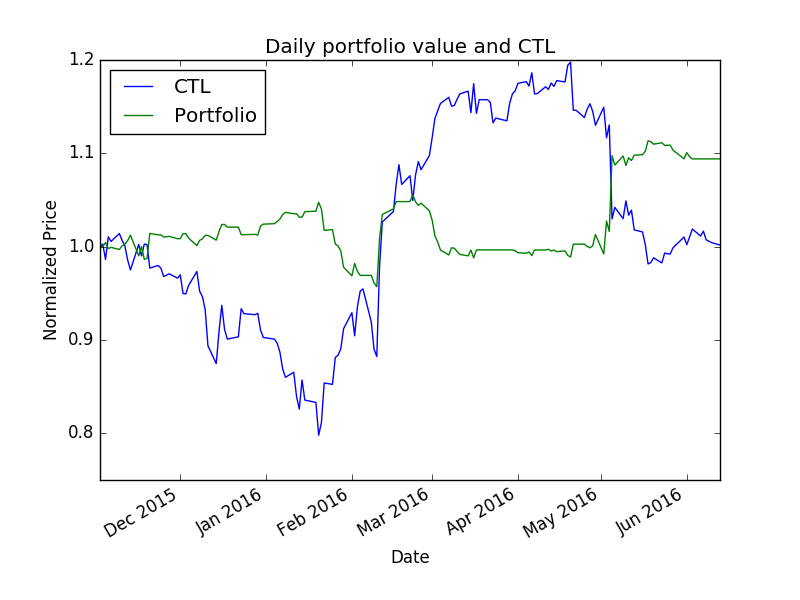 Daily portfolio value and CTL
CTL
Portfolio
1.2
1.1
1.0
0.9
0.8
Normalized Price
Dec 2015
Jan 2016
Feb 2016
Mar 2016
Apr 2016
May 2016
Jun 2016
Date